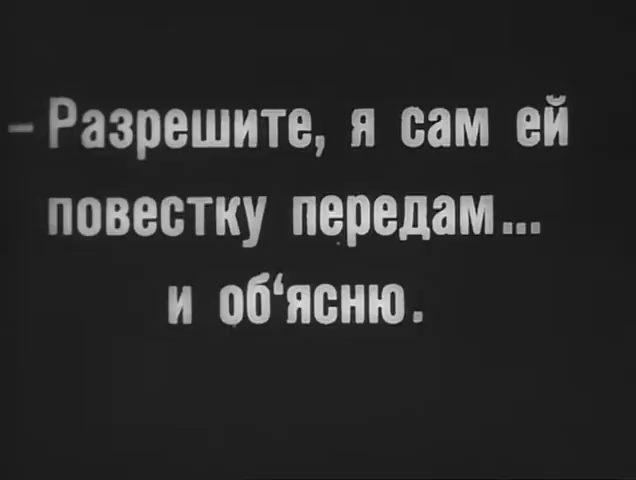 – Разрешите, я сам ей
повестку передам...
и об‘ясню.